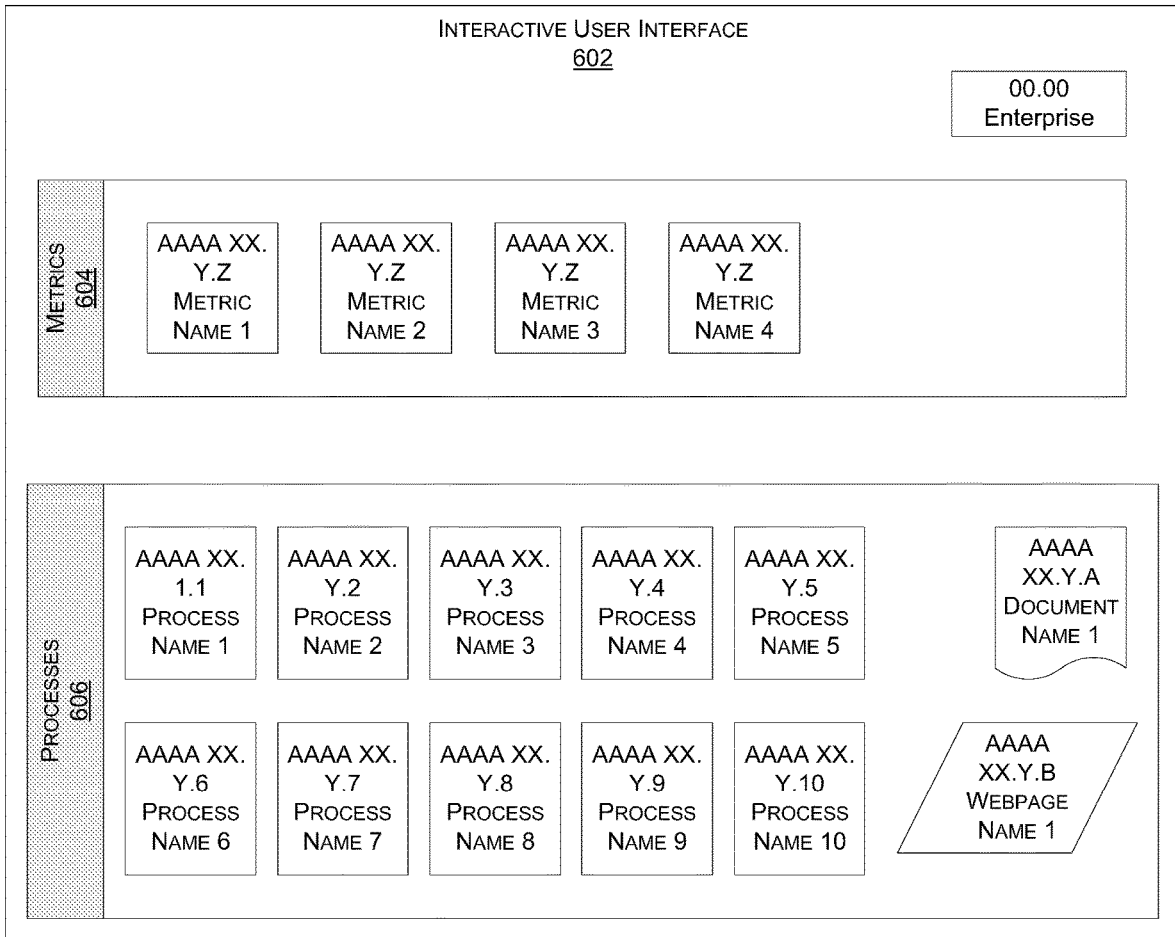 INTERACTIVE USER INTERFACE
602
00.00
Enterprise
METRICS
604
AAAA XX.
Y.Z
METRIC
NAME 1
AAAA XX.
Y.Z
METRIC
NAME 2
AAAA XX.
Y.Z
METRIC
NAME 3
AAAA XX.
Y.Z
METRIC
NAME 4
PROCESSES
606
AAAA XX.
1.1
PROCESS
NAME 1
AAAA XX.
Y.2
PROCESS
NAME 2
AAAA XX.
Y.3
PROCESS
NAME 3
AAAA XX.
Y.4
PROCESS
NAME 4
AAAA XX.
Y.5
PROCESS
NAME 5
AAAA
XX.Y.A
DOCUMENT
NAME 1
AAAA XX.
Y.6
PROCESS
NAME 6
AAAA XX.
Y.7
PROCESS
NAME 7
AAAA XX.
Y.8
PROCESS
NAME 8
AAAA XX.
Y.9
PROCESS
NAME 9
AAAA XX.
Y.10
PROCESS
NAME 10
AAAA
XX.Y.B
WEBPAGE
NAME 1